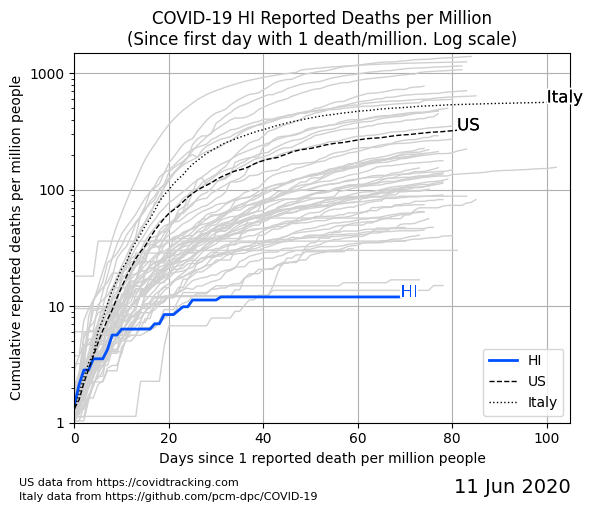 COVID-19 HI Reported Deaths per Million
(Since first day with 1 death/million. Log scale)
Cumulative reported deaths per million people
1000
100
10
1
Italy
US
HI
HI
US
Italy
0
20
40
60
80
100
Days since 1 reported death per million people
US data from https://covidtracking.com
Italy data from https://github.com/pcm-dpc/COVID-19
11 Jun 2020